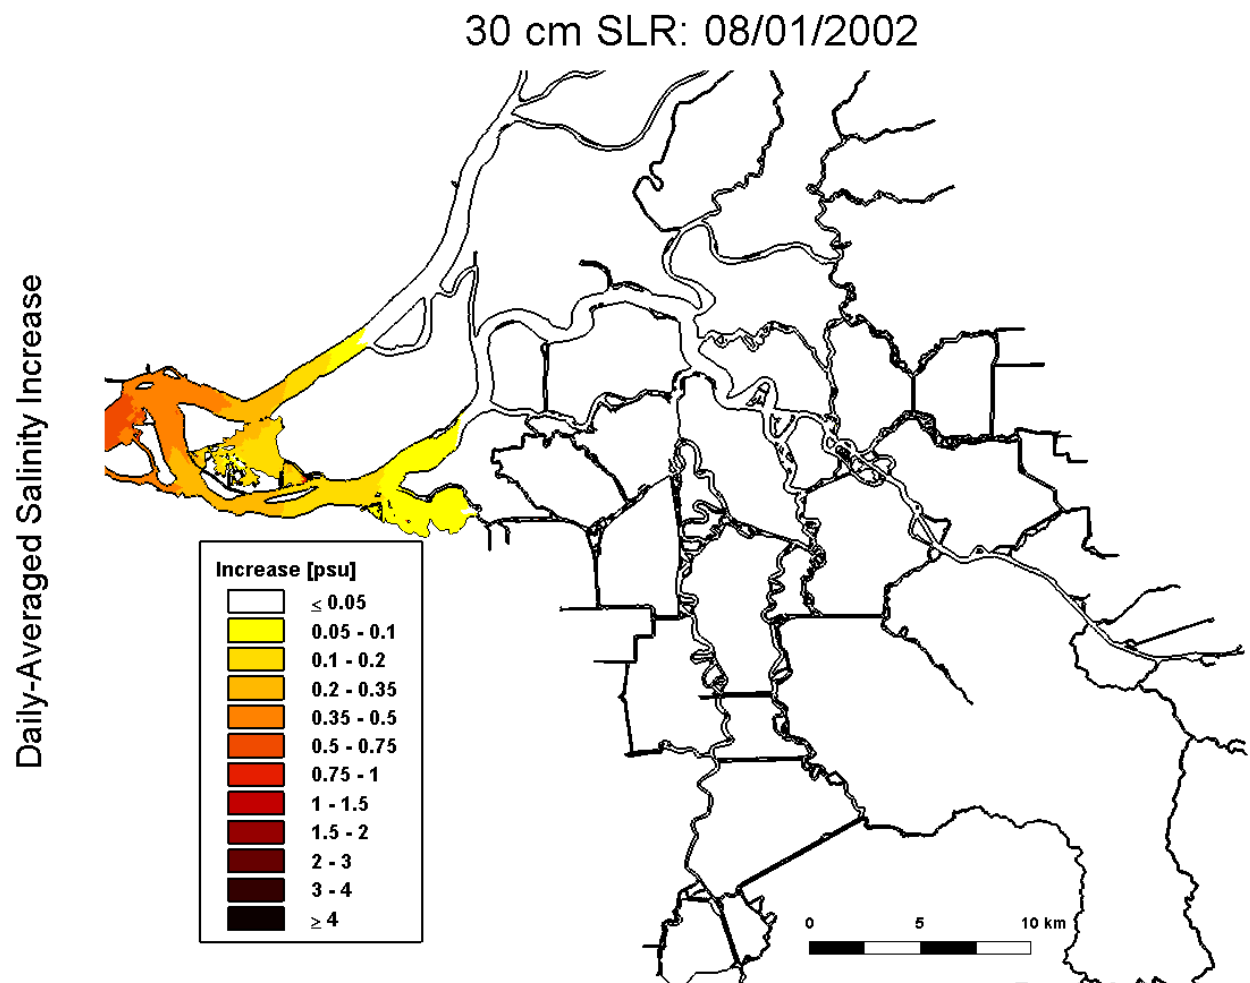 30 cm SLR: 08/01/2002
Daily-Averaged Salinity Increase
Increase [psu]
≤ 0.05
0.05 - 0.1
0.1 - 0.2
0.2 - 0.35
0.35 - 0.5
0.5 - 0.75
0.75 - 1
1 - 1.5
1.5 - 2
2 - 3
3 - 4
≥ 4
0 5 10 km